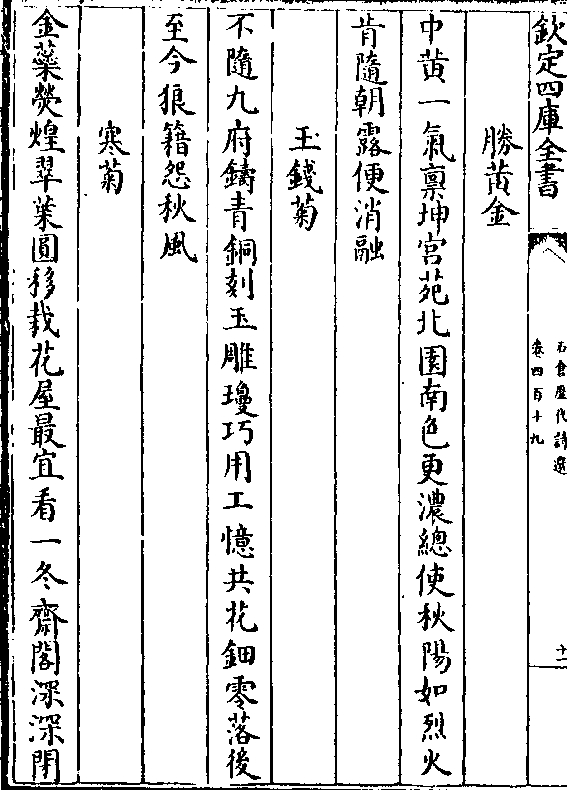 欽定四庫全書
石倉歷代詩選
卷四百十九
十二
勝黃金
中黃一氣禀坤宮苑北園南色更濃總使秋陽如烈火
肯隨朝露便消融
玉錢菊
不隨九府鑄青銅刻玉雕瓊巧用工憶共花鈿零落後
至今狼籍怨秋風
寒菊
金蘂熒煌翠葉圓移栽花屋最宜看一冬齋閣深深閉